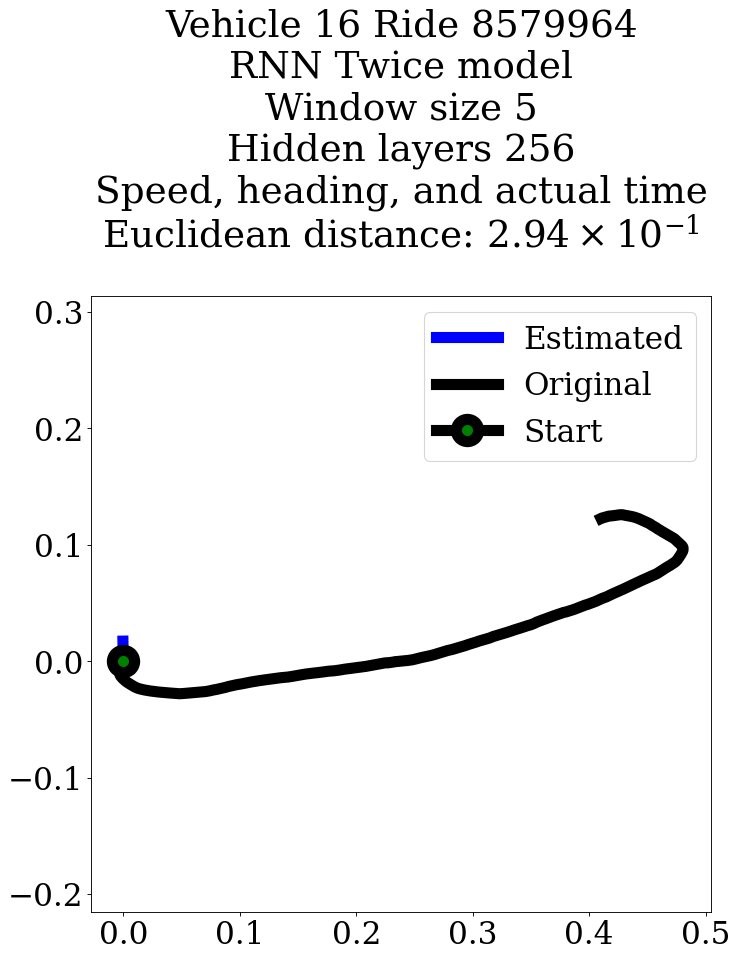 Vehicle 16 Ride 8579964
RNN Twice model
Window size 5
Hidden layers 256
Speed, heading, and actual time
Euclidean distance: 2.94 × 10⁻¹
0.3
0.2
0.1
0.0
−0.1
−0.2
Estimated
Original
Start
0.0 0.1 0.2 0.3 0.4 0.5